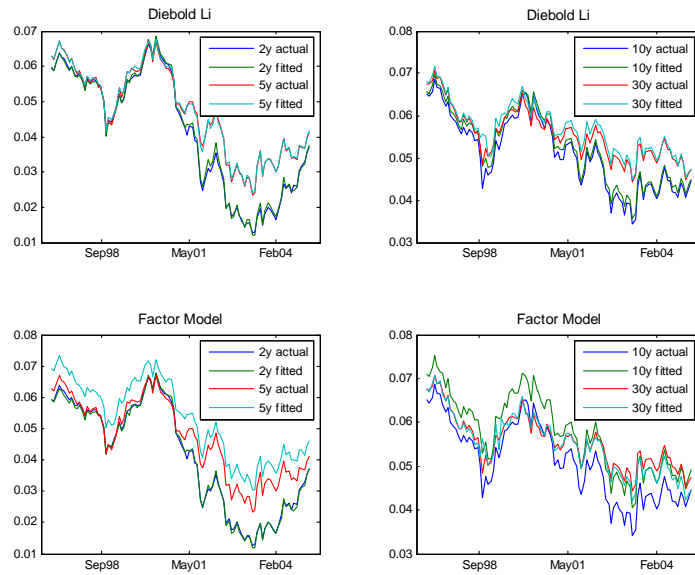 Diebold Li
0.07
0.06
0.05
0.04
0.03
0.02
0.01
Sep98
May01
Feb04
2y actual
2y fitted
5y actual
5y fitted
Diebold Li
0.08
0.07
0.06
0.05
0.04
0.03
Sep98
May01
Feb04
10y actual
10y fitted
30y actual
30y fitted
Factor Model
0.08
0.07
0.06
0.05
0.04
0.03
0.02
0.01
Sep98
May01
Feb04
2y actual
2y fitted
5y actual
5y fitted
Factor Model
0.08
0.07
0.06
0.05
0.04
0.03
Sep98
May01
Feb04
10y actual
10y fitted
30y actual
30y fitted